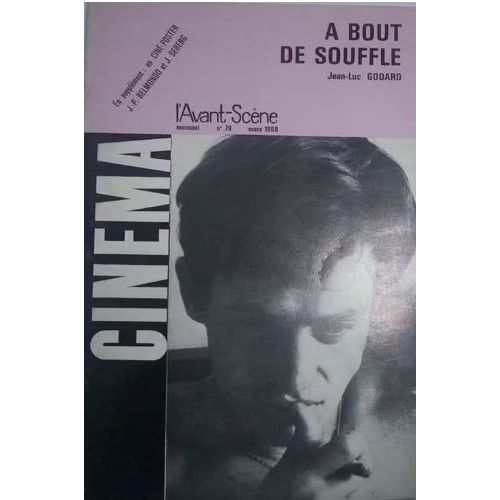 A BOUT
DE SOUFFLE
Jean-Luc GODARD
En supplément : un CINÉ-POSTER
J. P. BELMONDO et J. SEBERG
l'Avant-Scène
mensuel n° 79 mars 1968
CINEMA